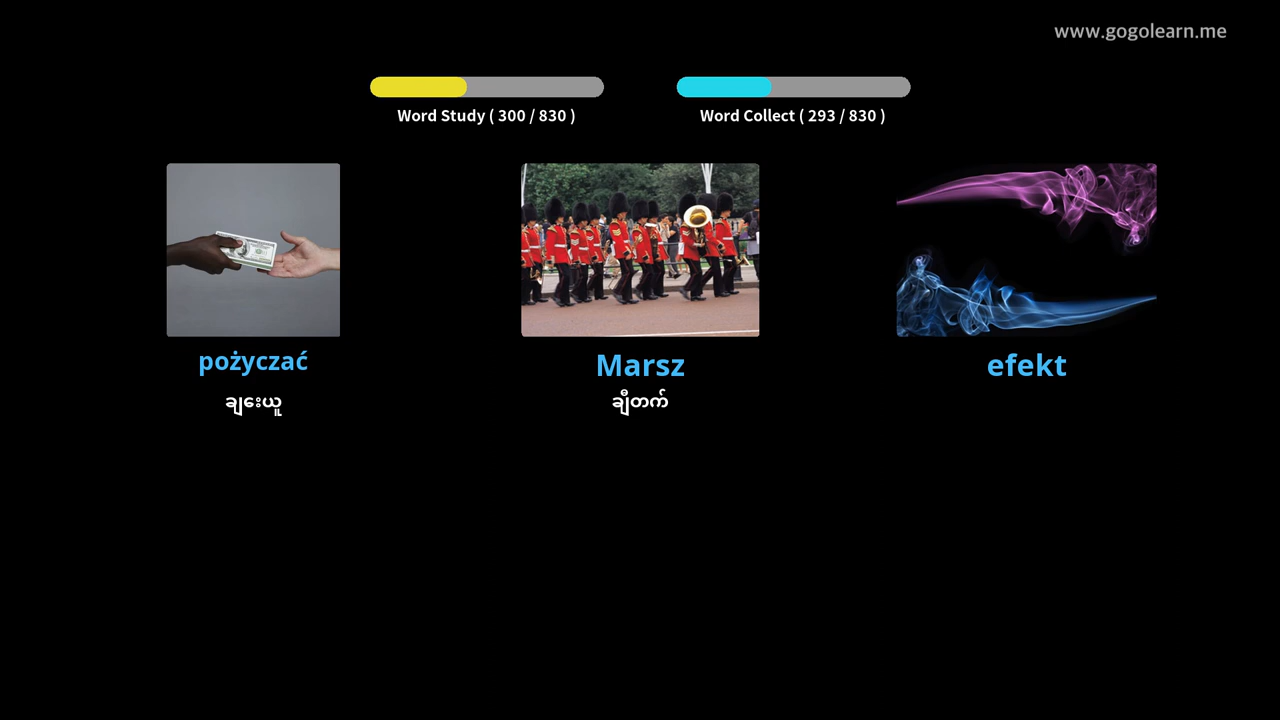 www.gogolearn.me
Word Study ( 300 / 830 )
Word Collect ( 293 / 830 )
pożyczać
Marsz
efekt
ချေးယူ
ချီတက်